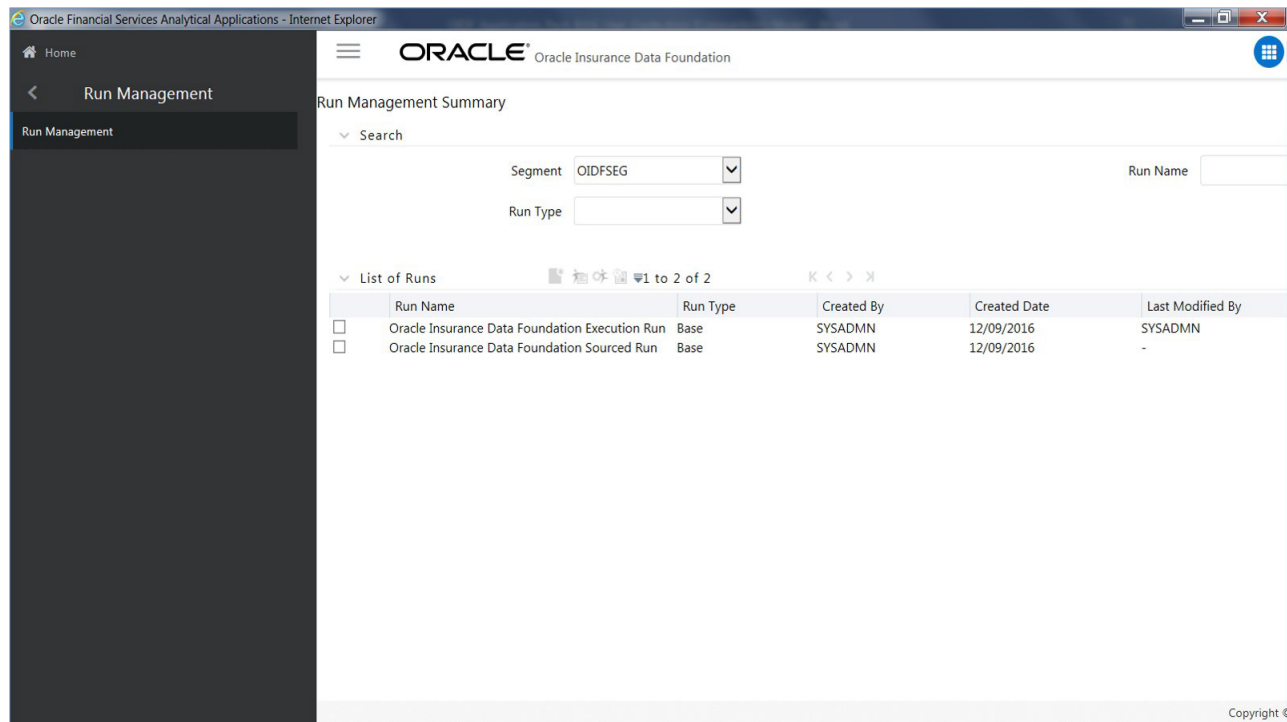 Oracle Financial Services Analytical Applications - Internet Explorer
Home
Run Management
Run Management
ORACLE® Oracle Insurance Data Foundation
Run Management Summary
Search
Segment OIDFSEG Run Name
Run Type
List of Runs 1 to 2 of 2
Run Name Run Type Created By Created Date Last Modified By
Oracle Insurance Data Foundation Execution Run Base SYSADMN 12/09/2016 SYSADMN
Oracle Insurance Data Foundation Sourced Run Base SYSADMN 12/09/2016 -
Copyright ©